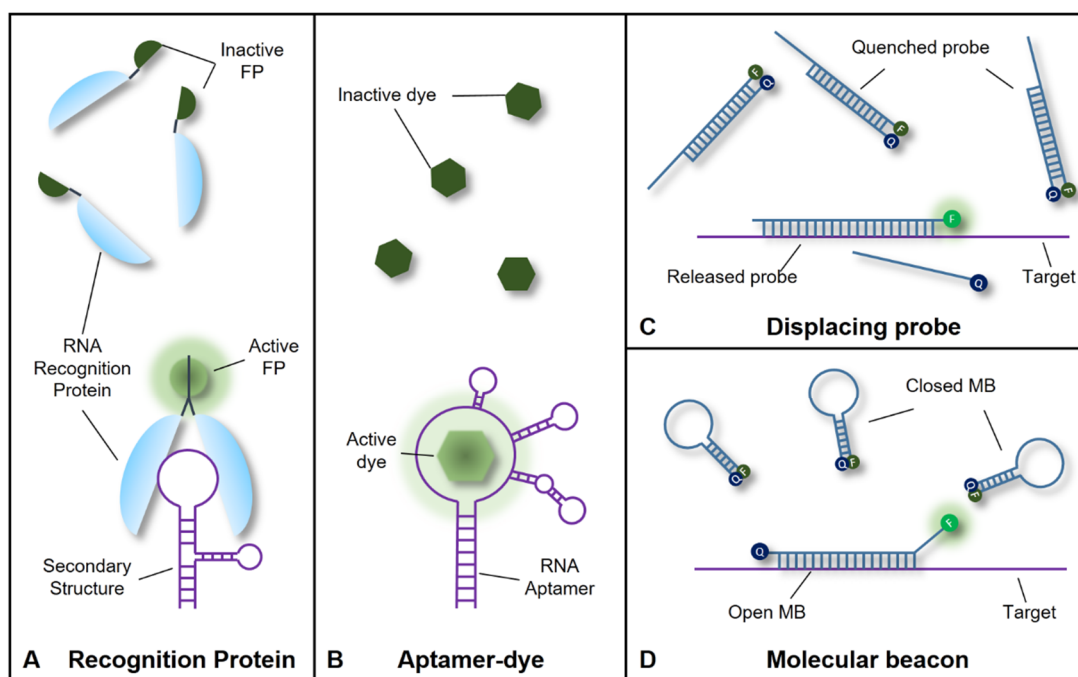 Inactive
FP
RNA
Recognition
Protein
Active
FP
Secondary
Structure
A Recognition Protein
Inactive dye
Active
dye
RNA
Aptamer
B Aptamer-dye
Quenched probe
F
Q
F
Q
Q
F
F
Released probe
Q
Target
C Displacing probe
Closed MB
Q F
Q F
Q F
F
Q
Open MB
Target
D Molecular beacon